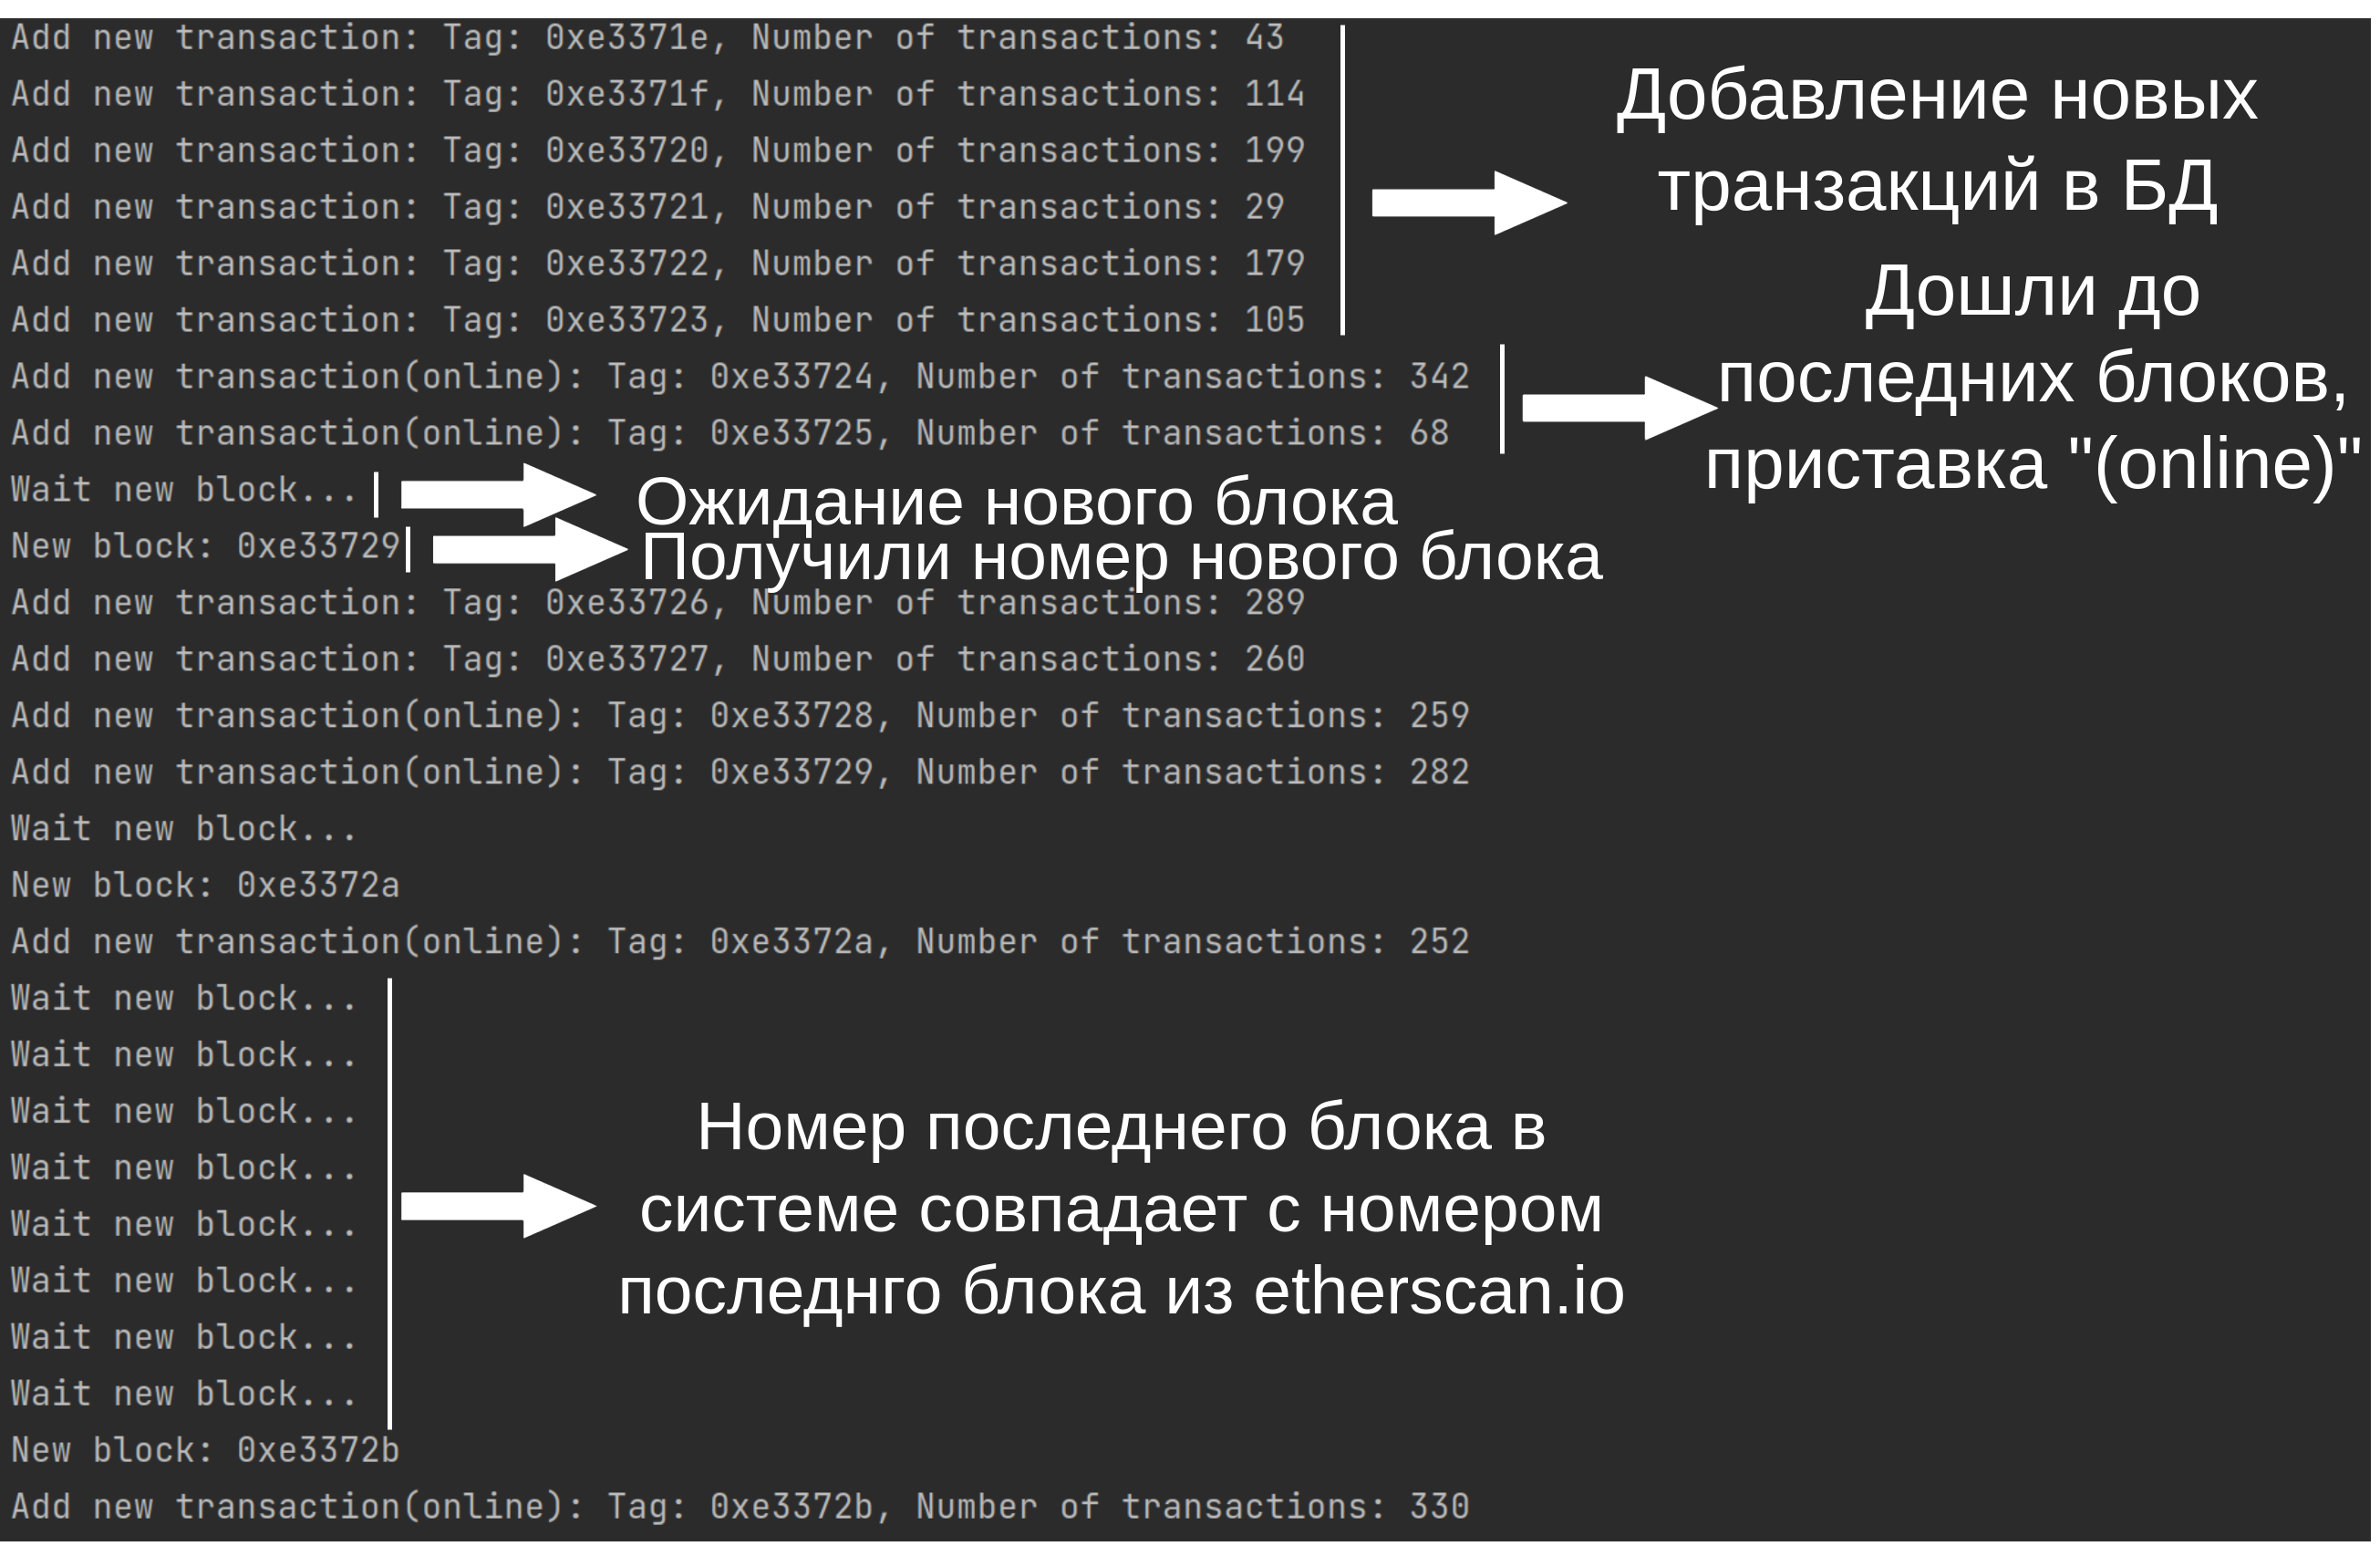 Add new transaction: Tag: 0xe3371e, Number of transactions: 43
Add new transaction: Tag: 0xe3371f, Number of transactions: 114
Add new transaction: Tag: 0xe33720, Number of transactions: 199
Add new transaction: Tag: 0xe33721, Number of transactions: 29
Add new transaction: Tag: 0xe33722, Number of transactions: 179
Add new transaction: Tag: 0xe33723, Number of transactions: 105
Добавление новых
транзакций в БД
Add new transaction(online): Tag: 0xe33724, Number of transactions: 342
Add new transaction(online): Tag: 0xe33725, Number of transactions: 68
Дошли до
последних блоков,
приставка "(online)"
Wait new block...
Ожидание нового блока
New block: 0xe33729
Получили номер нового блока
Add new transaction: Tag: 0xe33726, Number of transactions: 289
Add new transaction: Tag: 0xe33727, Number of transactions: 260
Add new transaction(online): Tag: 0xe33728, Number of transactions: 259
Add new transaction(online): Tag: 0xe33729, Number of transactions: 282
Wait new block...
New block: 0xe3372a
Add new transaction(online): Tag: 0xe3372a, Number of transactions: 252
Wait new block...
Wait new block...
Wait new block...
Wait new block...
Wait new block...
Wait new block...
Wait new block...
Wait new block...
Номер последнего блока в
системе совпадает с номером
последнго блока из etherscan.io
New block: 0xe3372b
Add new transaction(online): Tag: 0xe3372b, Number of transactions: 330